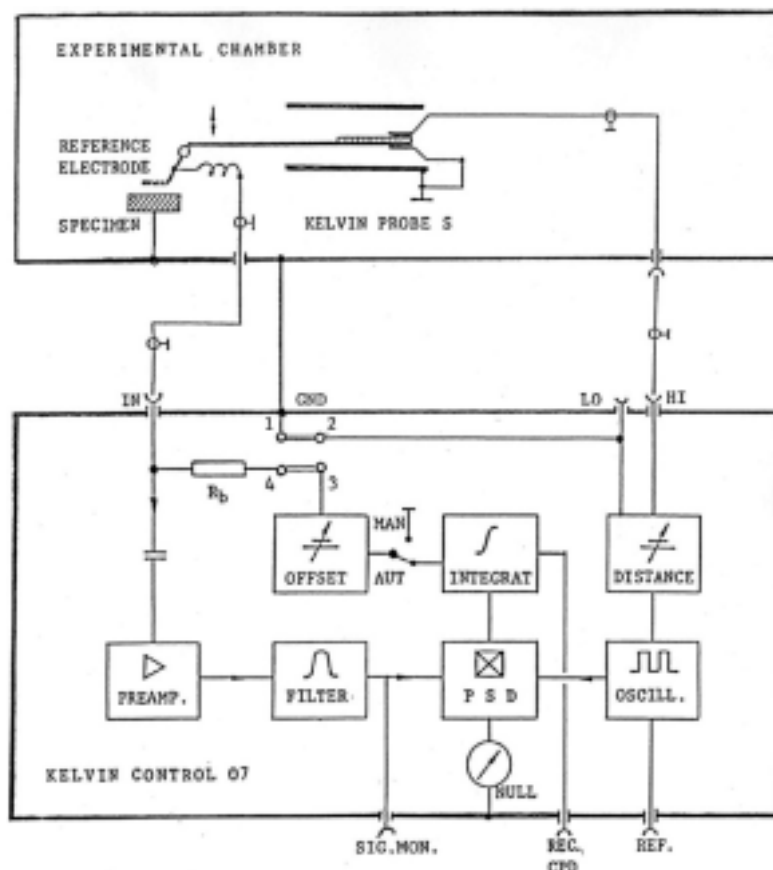 EXPERIMENTAL CHAMBER
REFERENCE
ELECTRODE
SPECIMEN
KELVIN PROBE S
IN
GND
LO
HI
1
2
Rb
4
3
MAN
AUT
OFFSET
INTEGRAT
DISTANCE
PREAMP.
FILTER
P S D
OSCILL.
KELVIN CONTROL 07
NULL
SIG.MON.
REC.
CPD
REF.